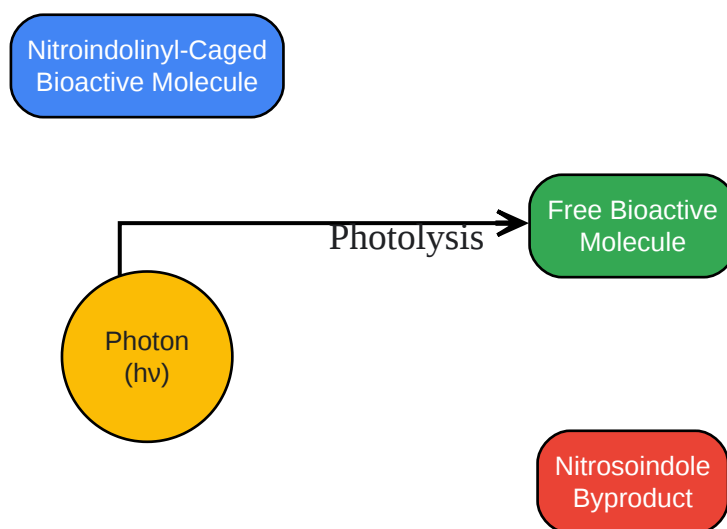 Nitroindolinyl-Caged
Bioactive Molecule
Free Bioactive
Molecule
Photolysis
Photon
(hν)
Nitrosoindole
Byproduct